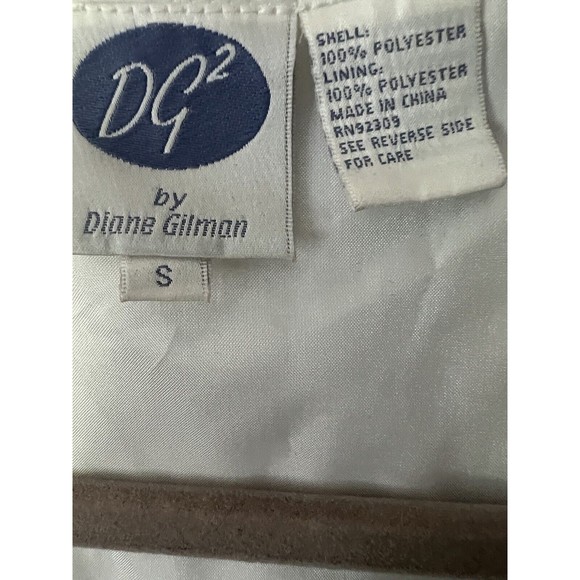 DG²
by
Diane Gilman
S
SHELL:
100% POLYESTER
LINING:
100% POLYESTER
MADE IN CHINA
RN92309
SEE REVERSE SIDE
FOR CARE